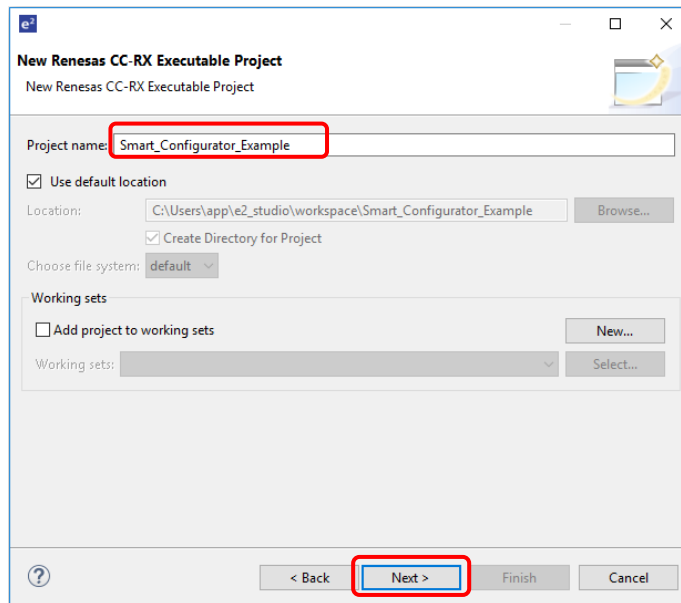 e²
New Renesas CC-RX Executable Project
New Renesas CC-RX Executable Project
Project name: Smart_Configurator_Example
Use default location
Location: C:\Users\app\e2_studio\workspace\Smart_Configurator_Example Browse...
Create Directory for Project
Choose file system: default
Working sets
Add project to working sets New...
Working sets: Select...
? < Back Next > Finish Cancel